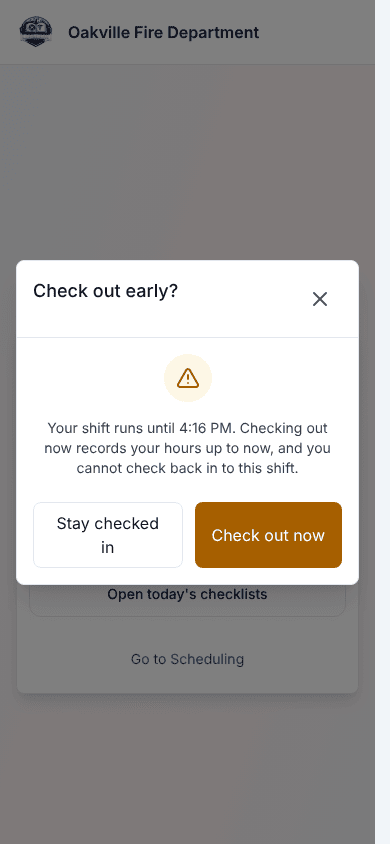 Oakville Fire Department
Check out early?
Your shift runs until 4:16 PM. Checking out
now records your hours up to now, and you
cannot check back in to this shift.
Stay checked
in
Check out now
Open today's checklists
Go to Scheduling